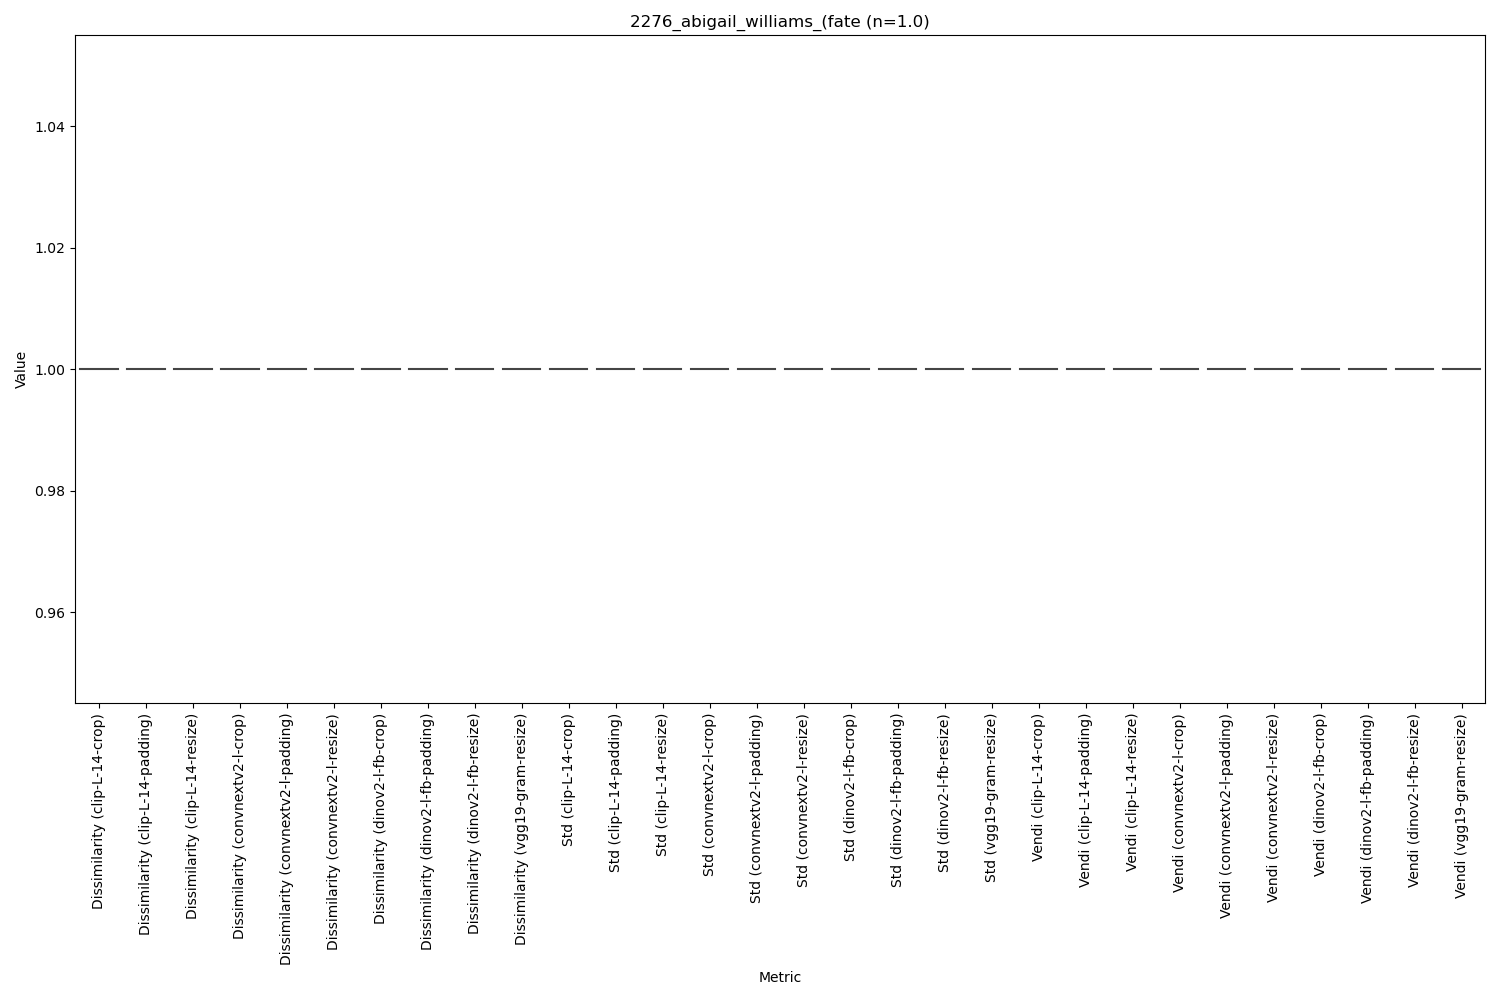 2276_abigail_williams_(fate (n=1.0)
1.04
1.02
1.00
0.98
0.96
Value
Dissimilarity (clip-L-14-crop)
Dissimilarity (clip-L-14-padding)
Dissimilarity (clip-L-14-resize)
Dissimilarity (convnextv2-l-crop)
Dissimilarity (convnextv2-l-padding)
Dissimilarity (convnextv2-l-resize)
Dissimilarity (dinov2-l-fb-crop)
Dissimilarity (dinov2-l-fb-padding)
Dissimilarity (dinov2-l-fb-resize)
Dissimilarity (vgg19-gram-resize)
Std (clip-L-14-crop)
Std (clip-L-14-padding)
Std (clip-L-14-resize)
Std (convnextv2-l-crop)
Std (convnextv2-l-padding)
Std (convnextv2-l-resize)
Std (dinov2-l-fb-crop)
Std (dinov2-l-fb-padding)
Std (dinov2-l-fb-resize)
Std (vgg19-gram-resize)
Vendi (clip-L-14-crop)
Vendi (clip-L-14-padding)
Vendi (clip-L-14-resize)
Vendi (convnextv2-l-crop)
Vendi (convnextv2-l-padding)
Vendi (convnextv2-l-resize)
Vendi (dinov2-l-fb-crop)
Vendi (dinov2-l-fb-padding)
Vendi (dinov2-l-fb-resize)
Vendi (vgg19-gram-resize)
Metric